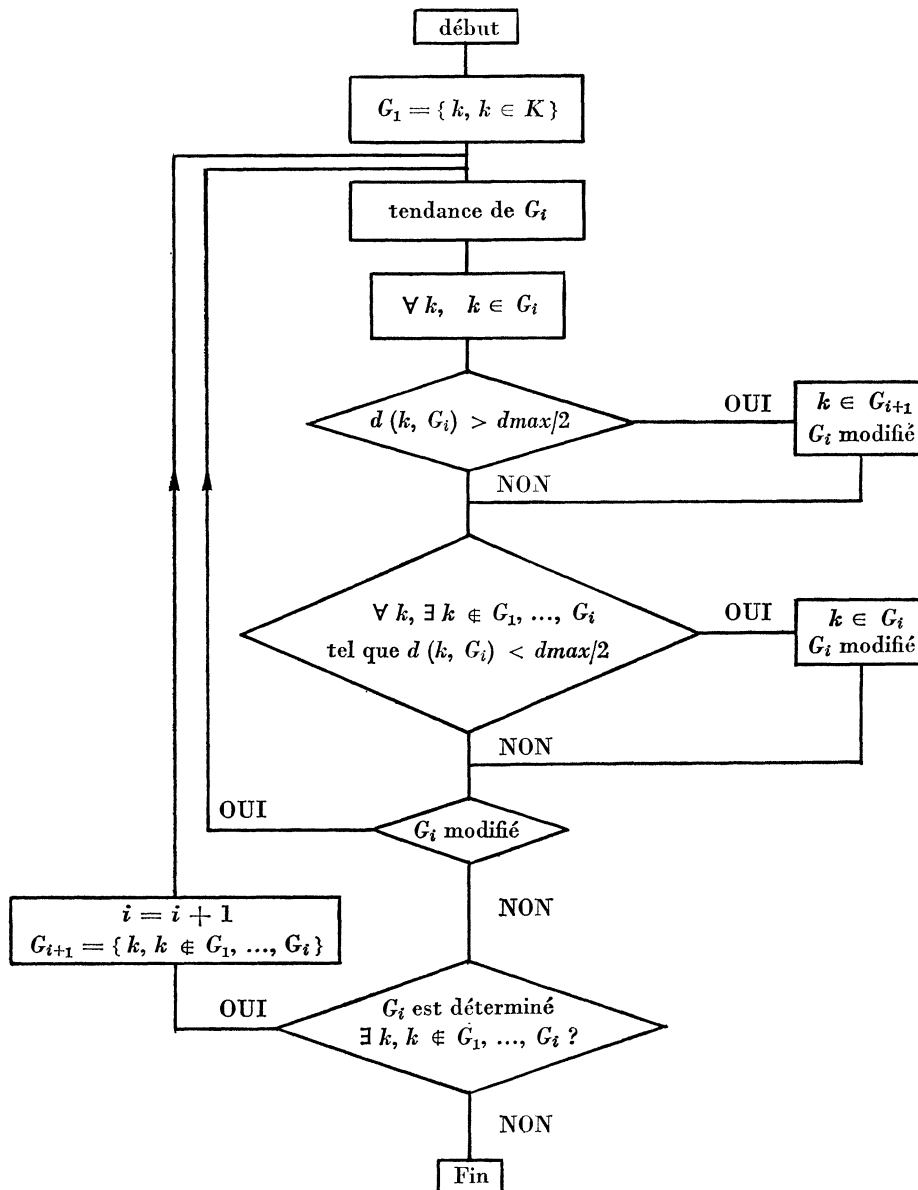 début
G₁ = { k, k ∈ K }
tendance de Gᵢ
∀ k, k ∈ Gᵢ
d (k, Gᵢ) > dmax/2
OUI
k ∈ Gᵢ₊₁
Gᵢ modifié
NON
∀ k, ∃ k ∉ G₁, ..., Gᵢ
tel que d (k, Gᵢ) < dmax/2
OUI
k ∈ Gᵢ
Gᵢ modifié
NON
OUI
Gᵢ modifié
NON
i = i + 1
Gᵢ₊₁ = { k, k ∉ G₁, ..., Gᵢ }
OUI
Gᵢ est déterminé
∃ k, k ∉ G₁, ..., Gᵢ ?
NON
Fin